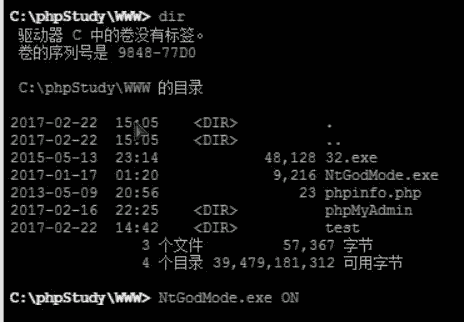 C:\phpStudy\WWW> dir
驱动器 C 中的卷没有标签。
卷的序列号是 9848-77D0
C:\phpStudy\WWW 的目录
2017-02-22 15:05 <DIR> .
2017-02-22 15:05 <DIR> ..
2015-05-13 23:14 48,128 32.exe
2017-01-17 01:20 9,216 NtGodMode.exe
2013-05-09 20:56 23 phpinfo.php
2017-02-16 22:25 <DIR> phpMyAdmin
2017-02-22 14:42 <DIR> test
3 个文件 57,367 字节
4 个目录 39,479,181,312 可用字节
C:\phpStudy\WWW> NtGodMode.exe ON